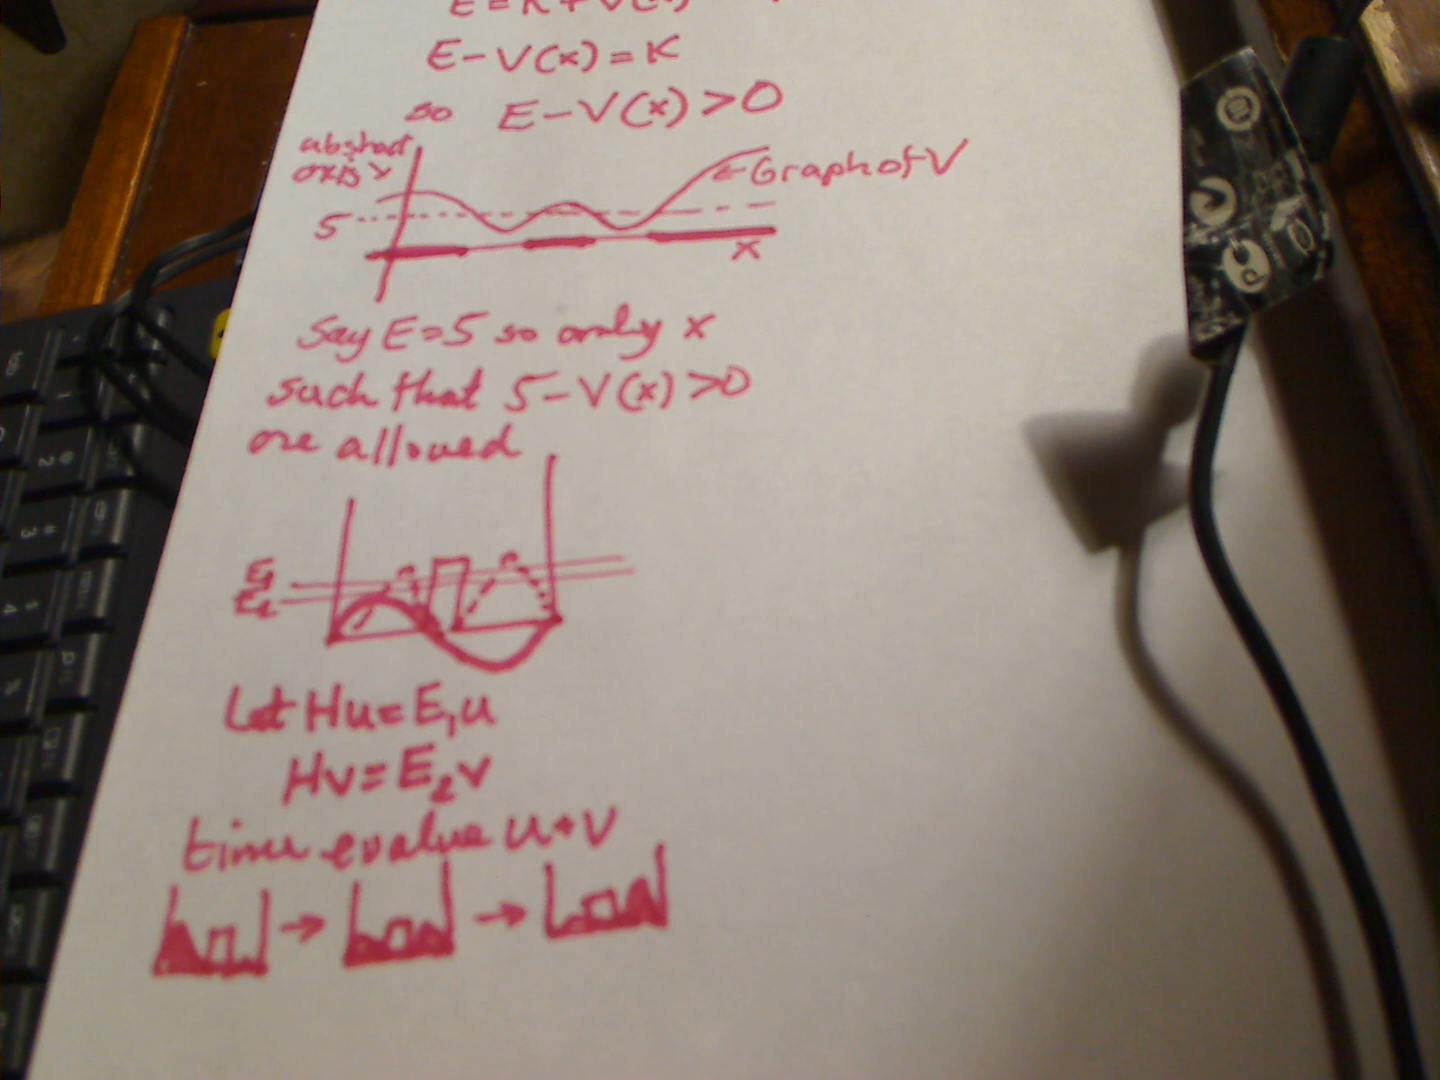 E = K + V(x)
E - V(x) = K
so E - V(x) > 0
abstract
axis
← Graph of V
5
x
Say E=5 so only x
such that 5 - V(x) > 0
are allowed
E₁
E₂
Let Hu = E₁u
Hv = E₂v
time evolve u+v
→ →